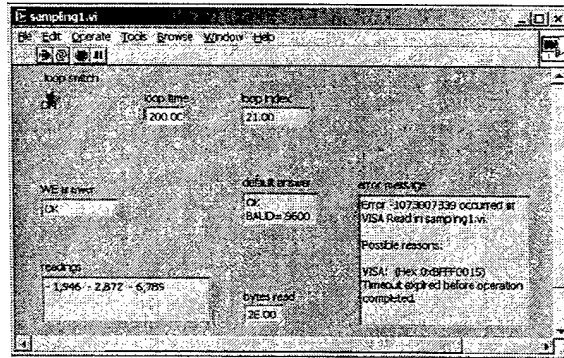 sampling1.vi
File Edit Operate Tools Browse Window Help
loop switch
loop time
loop index
200.00
21.00
WE answer
default answer
error message
OK
OK
BAUD= 9600
Error -1073807339 occurred at
VISA Read in sampling1.vi.
Possible reasons:
VISA: (Hex 0xBFFF0015)
Timeout expired before operation
completed.
readings
- 1,946 - 2,872 - 6,785
bytes read
2E.00